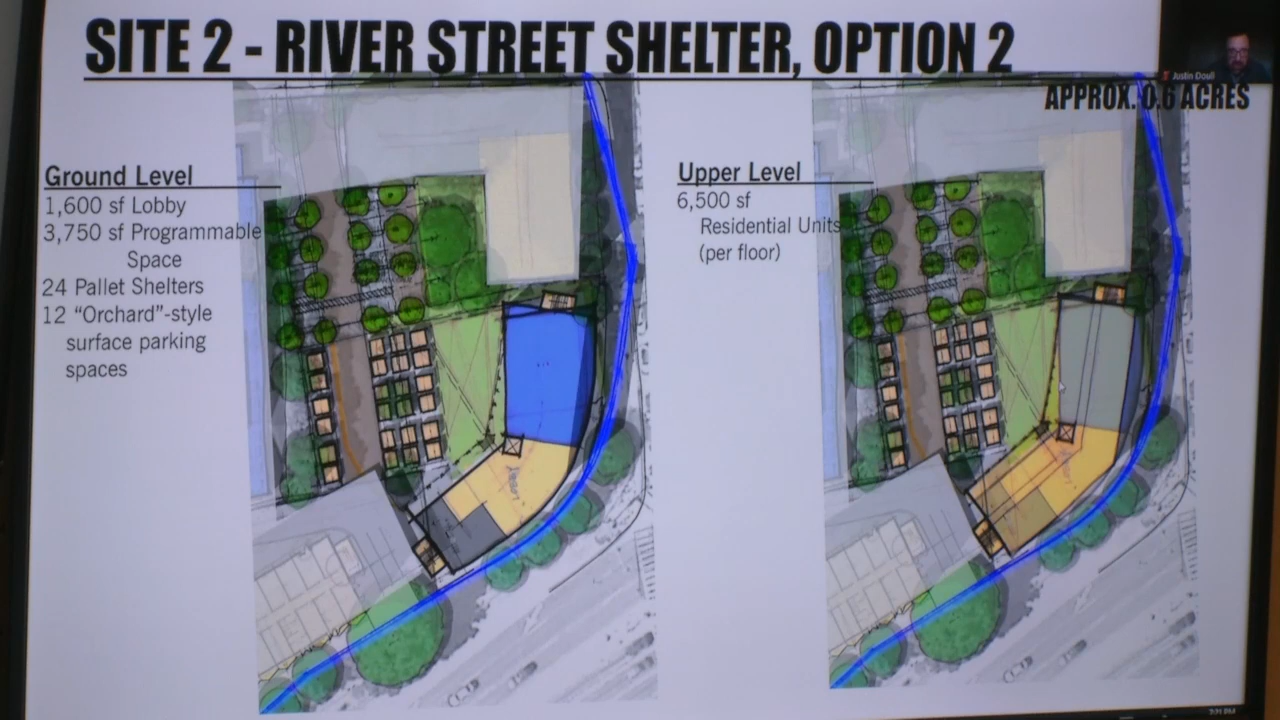 SITE 2 - RIVER STREET SHELTER, OPTION 2
APPROX. 0.6 ACRES
Ground Level
1,600 sf Lobby
3,750 sf Programmable
Space
24 Pallet Shelters
12 "Orchard"-style
surface parking
spaces
Upper Level
6,500 sf
Residential Units
(per floor)
Justin